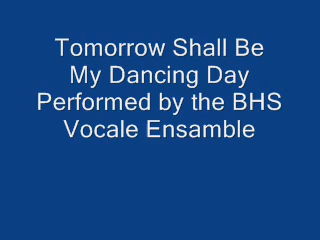 Tomorrow Shall Be
My Dancing Day
Performed by the BHS
Vocale Ensamble